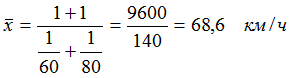 x̄ = (1+1)/(1/60 + 1/80) = 9600/140 = 68,6 км/ч